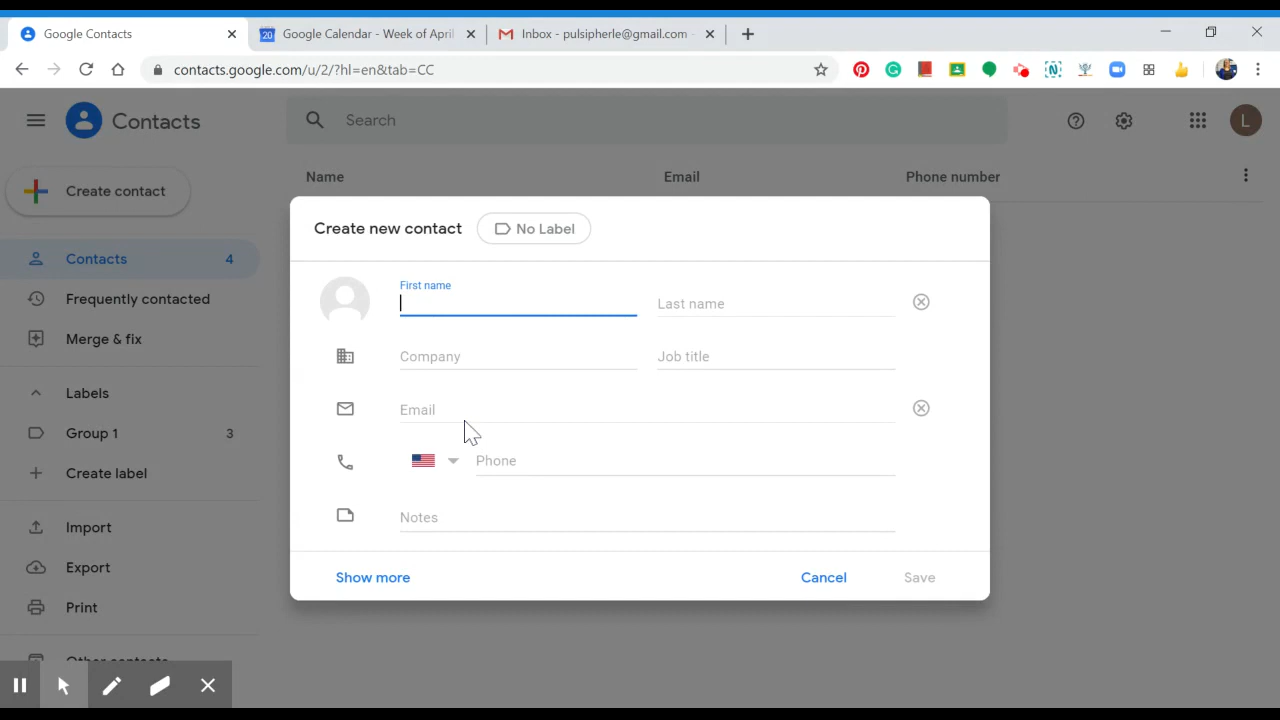 Google Contacts
Google Calendar - Week of April
Inbox - pulsipherle@gmail.com -
contacts.google.com/u/2/?hl=en&tab=CC
Contacts
Search
L
Create contact
Name
Email
Phone number
Contacts
4
Frequently contacted
Merge & fix
Labels
Group 1
3
Create label
Import
Export
Print
Other contacts
Create new contact
No Label
First name
Last name
Company
Job title
Email
Phone
Notes
Show more
Cancel
Save